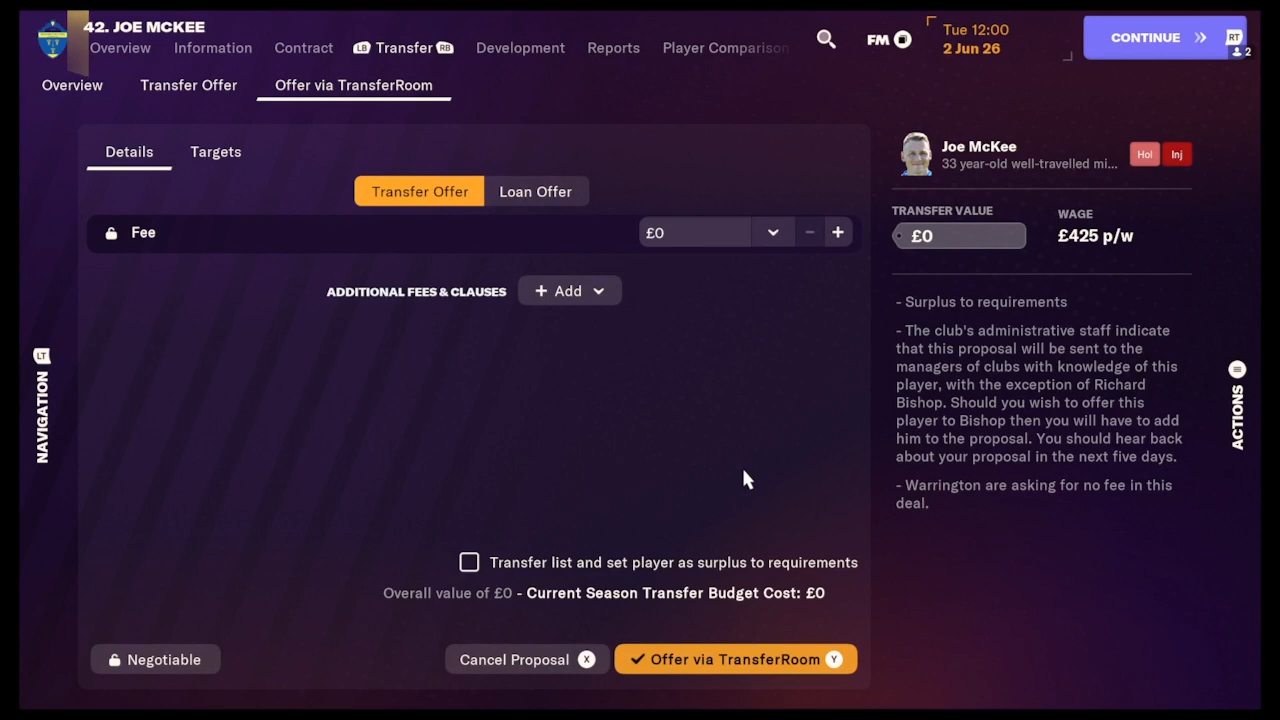 42. JOE MCKEE
Overview Information Contract LB Transfer RB Development Reports Player Comparison
FM
Tue 12:00
2 Jun 26
CONTINUE RT
2
Overview Transfer Offer Offer via TransferRoom
Details Targets
Transfer Offer Loan Offer
Fee £0
ADDITIONAL FEES & CLAUSES + Add
Joe McKee
33 year-old well-travelled mi...
Hol Inj
TRANSFER VALUE WAGE
£0 £425 p/w
- Surplus to requirements
- The club's administrative staff indicate
that this proposal will be sent to the
managers of clubs with knowledge of this
player, with the exception of Richard
Bishop. Should you wish to offer this
player to Bishop then you will have to add
him to the proposal. You should hear back
about your proposal in the next five days.
- Warrington are asking for no fee in this
deal.
LT
NAVIGATION
ACTIONS
Transfer list and set player as surplus to requirements
Overall value of £0 - Current Season Transfer Budget Cost: £0
Negotiable Cancel Proposal X Offer via TransferRoom Y